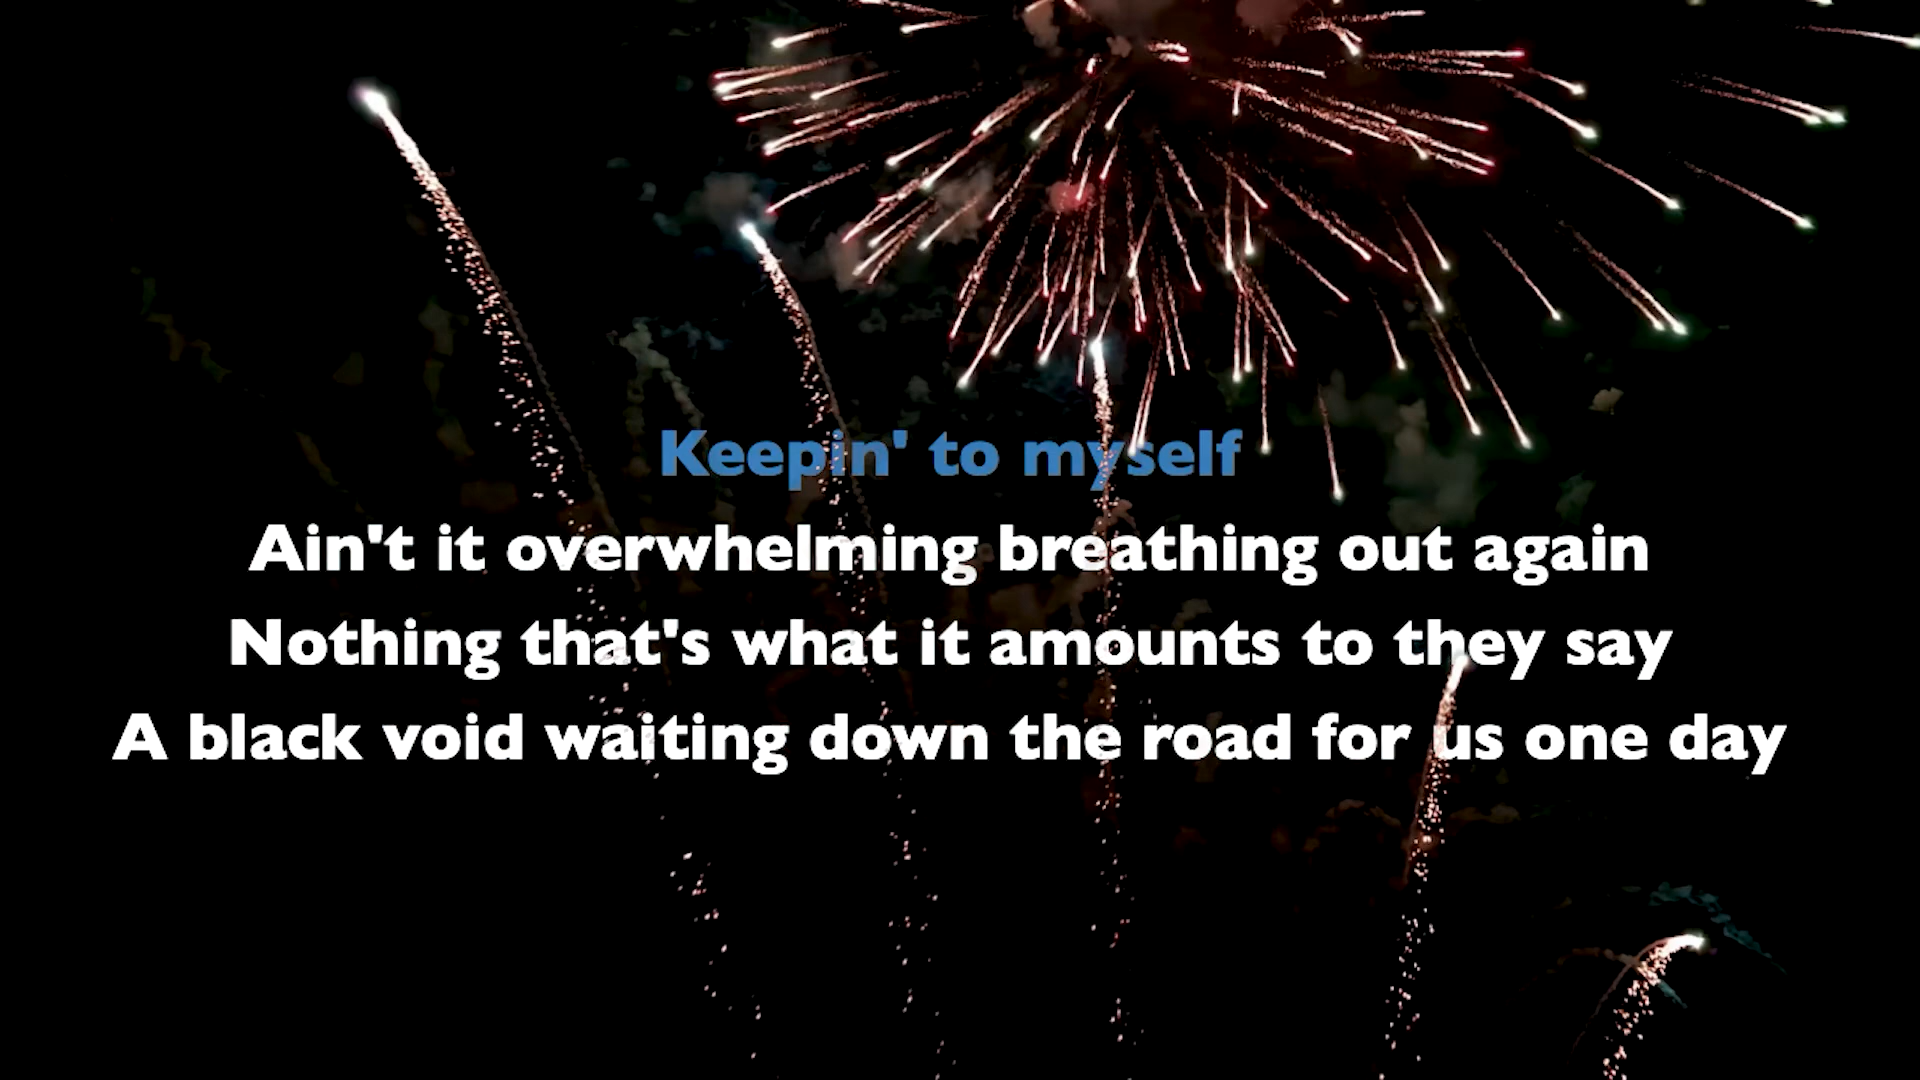 Keepin' to myself
Ain't it overwhelming breathing out again
Nothing that's what it amounts to they say
A black void waiting down the road for us one day